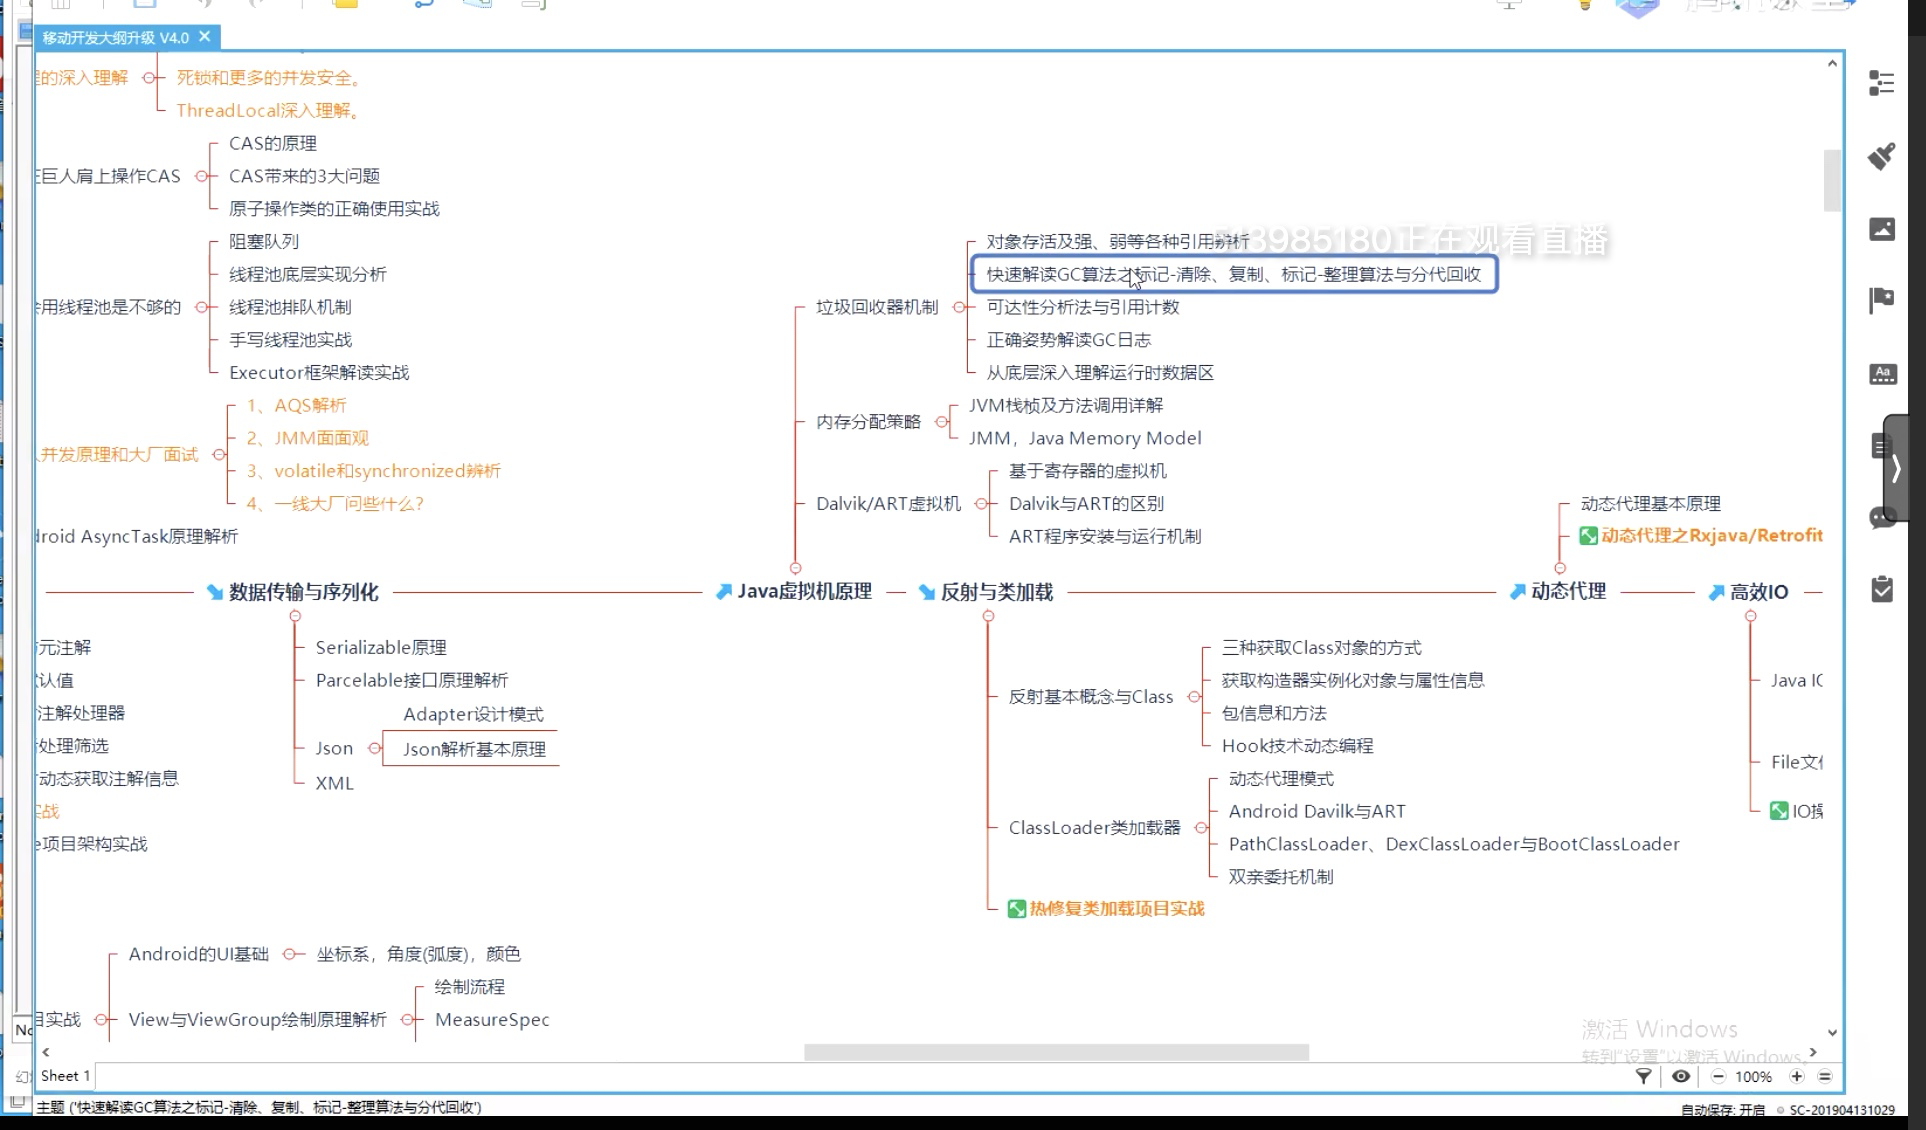 移动开发大纲升级 V4.0
的深入理解
死锁和更多的并发安全。
ThreadLocal深入理解。
巨人肩上操作CAS
CAS的原理
CAS带来的3大问题
原子操作类的正确使用实战
用线程池是不够的
阻塞队列
线程池底层实现分析
线程池排队机制
手写线程池实战
Executor框架解读实战
并发原理和大厂面试
1、AQS解析
2、JMM面面观
3、volatile和synchronized辨析
4、一线大厂问些什么？
droid AsyncTask原理解析
正在观看直播
垃圾回收器机制
对象存活及强、弱等各种引用辨析
快速解读GC算法之标记-清除、复制、标记-整理算法与分代回收
可达性分析法与引用计数
正确姿势解读GC日志
从底层深入理解运行时数据区
内存分配策略
JVM栈桢及方法调用详解
JMM，Java Memory Model
Dalvik/ART虚拟机
基于寄存器的虚拟机
Dalvik与ART的区别
ART程序安装与运行机制
动态代理基本原理
动态代理之Rxjava/Retrofit
数据传输与序列化
Java虚拟机原理
反射与类加载
动态代理
高效IO
元注解
认值
注解处理器
处理筛选
动态获取注解信息
实战
项目架构实战
Serializable原理
Parcelable接口原理解析
Json
Adapter设计模式
Json解析基本原理
XML
反射基本概念与Class
三种获取Class对象的方式
获取构造器实例化对象与属性信息
包信息和方法
Hook技术动态编程
ClassLoader类加载器
动态代理模式
Android Davilk与ART
PathClassLoader、DexClassLoader与BootClassLoader
双亲委托机制
热修复类加载项目实战
Java IO
File文件
IO操
Android的UI基础
坐标系，角度(弧度)，颜色
目实战
View与ViewGroup绘制原理解析
绘制流程
MeasureSpec
激活 Windows
转到"设置"以激活 Windows。
Sheet 1
100%
主题 ('快速解读GC算法之标记-清除、复制、标记-整理算法与分代回收')
自动保存: 开启
SC-201904131029